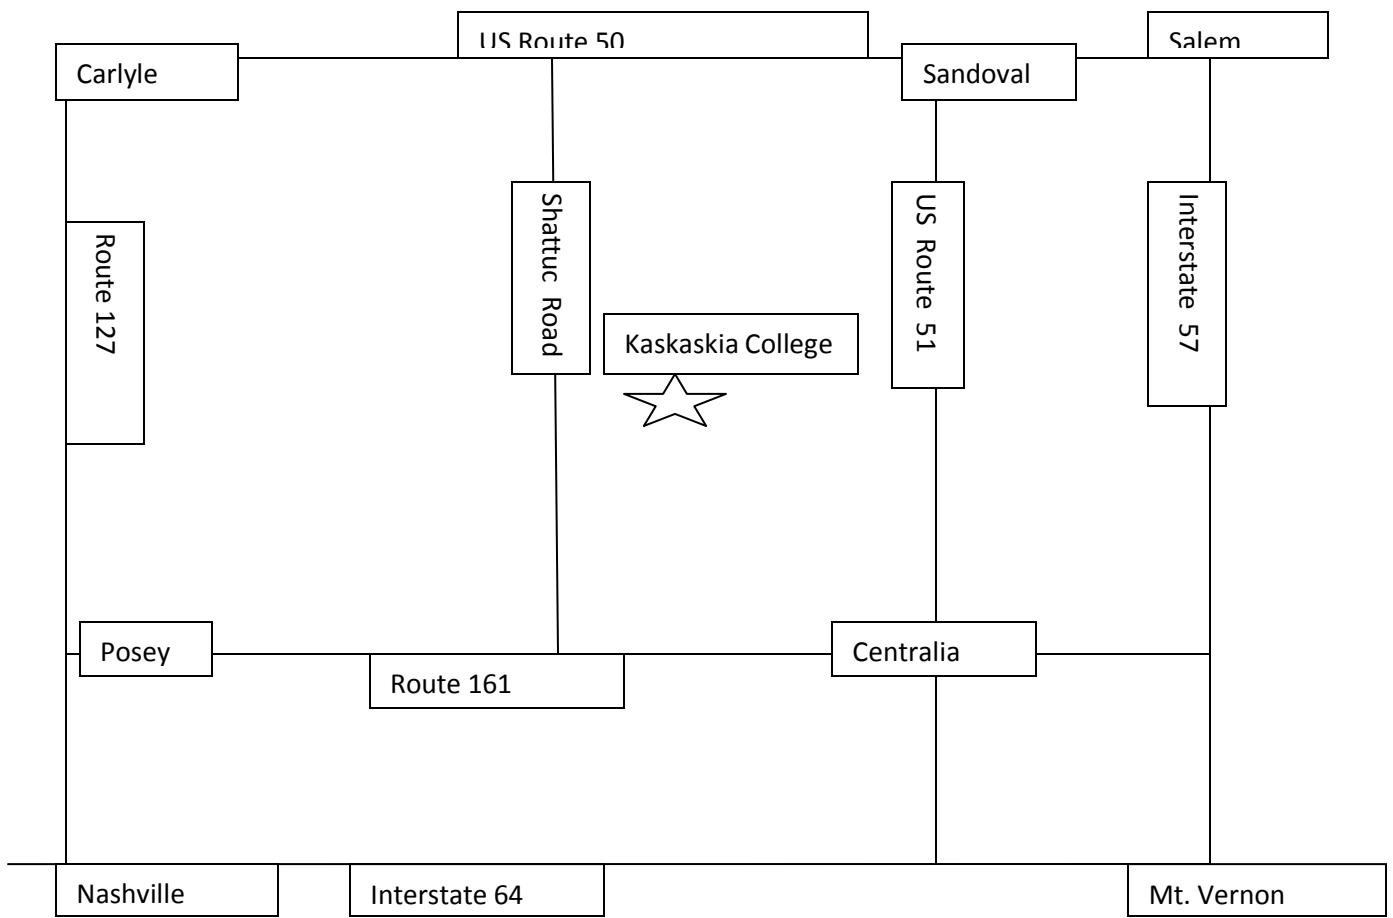 US Route 50
Salem
Carlyle
Sandoval
Shattuc Road
US Route 51
Interstate 57
Route 127
Kaskaskia College
Posey
Centralia
Route 161
Nashville
Interstate 64
Mt. Vernon